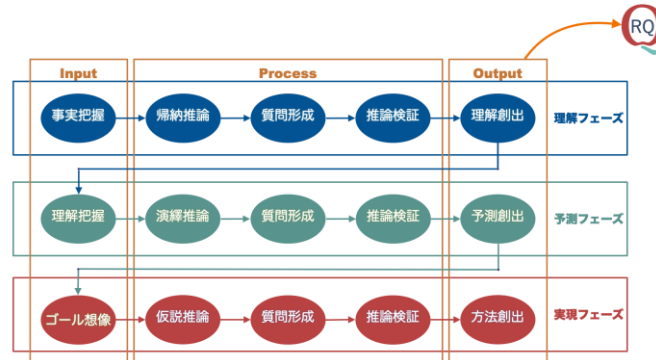 RQ
Input
Process
Output
事実把握
帰納推論
質問形成
推論検証
理解創出
理解フェーズ
理解把握
演繹推論
質問形成
推論検証
予測創出
予測フェーズ
ゴール想像
仮説推論
質問形成
推論検証
方法創出
実現フェーズ